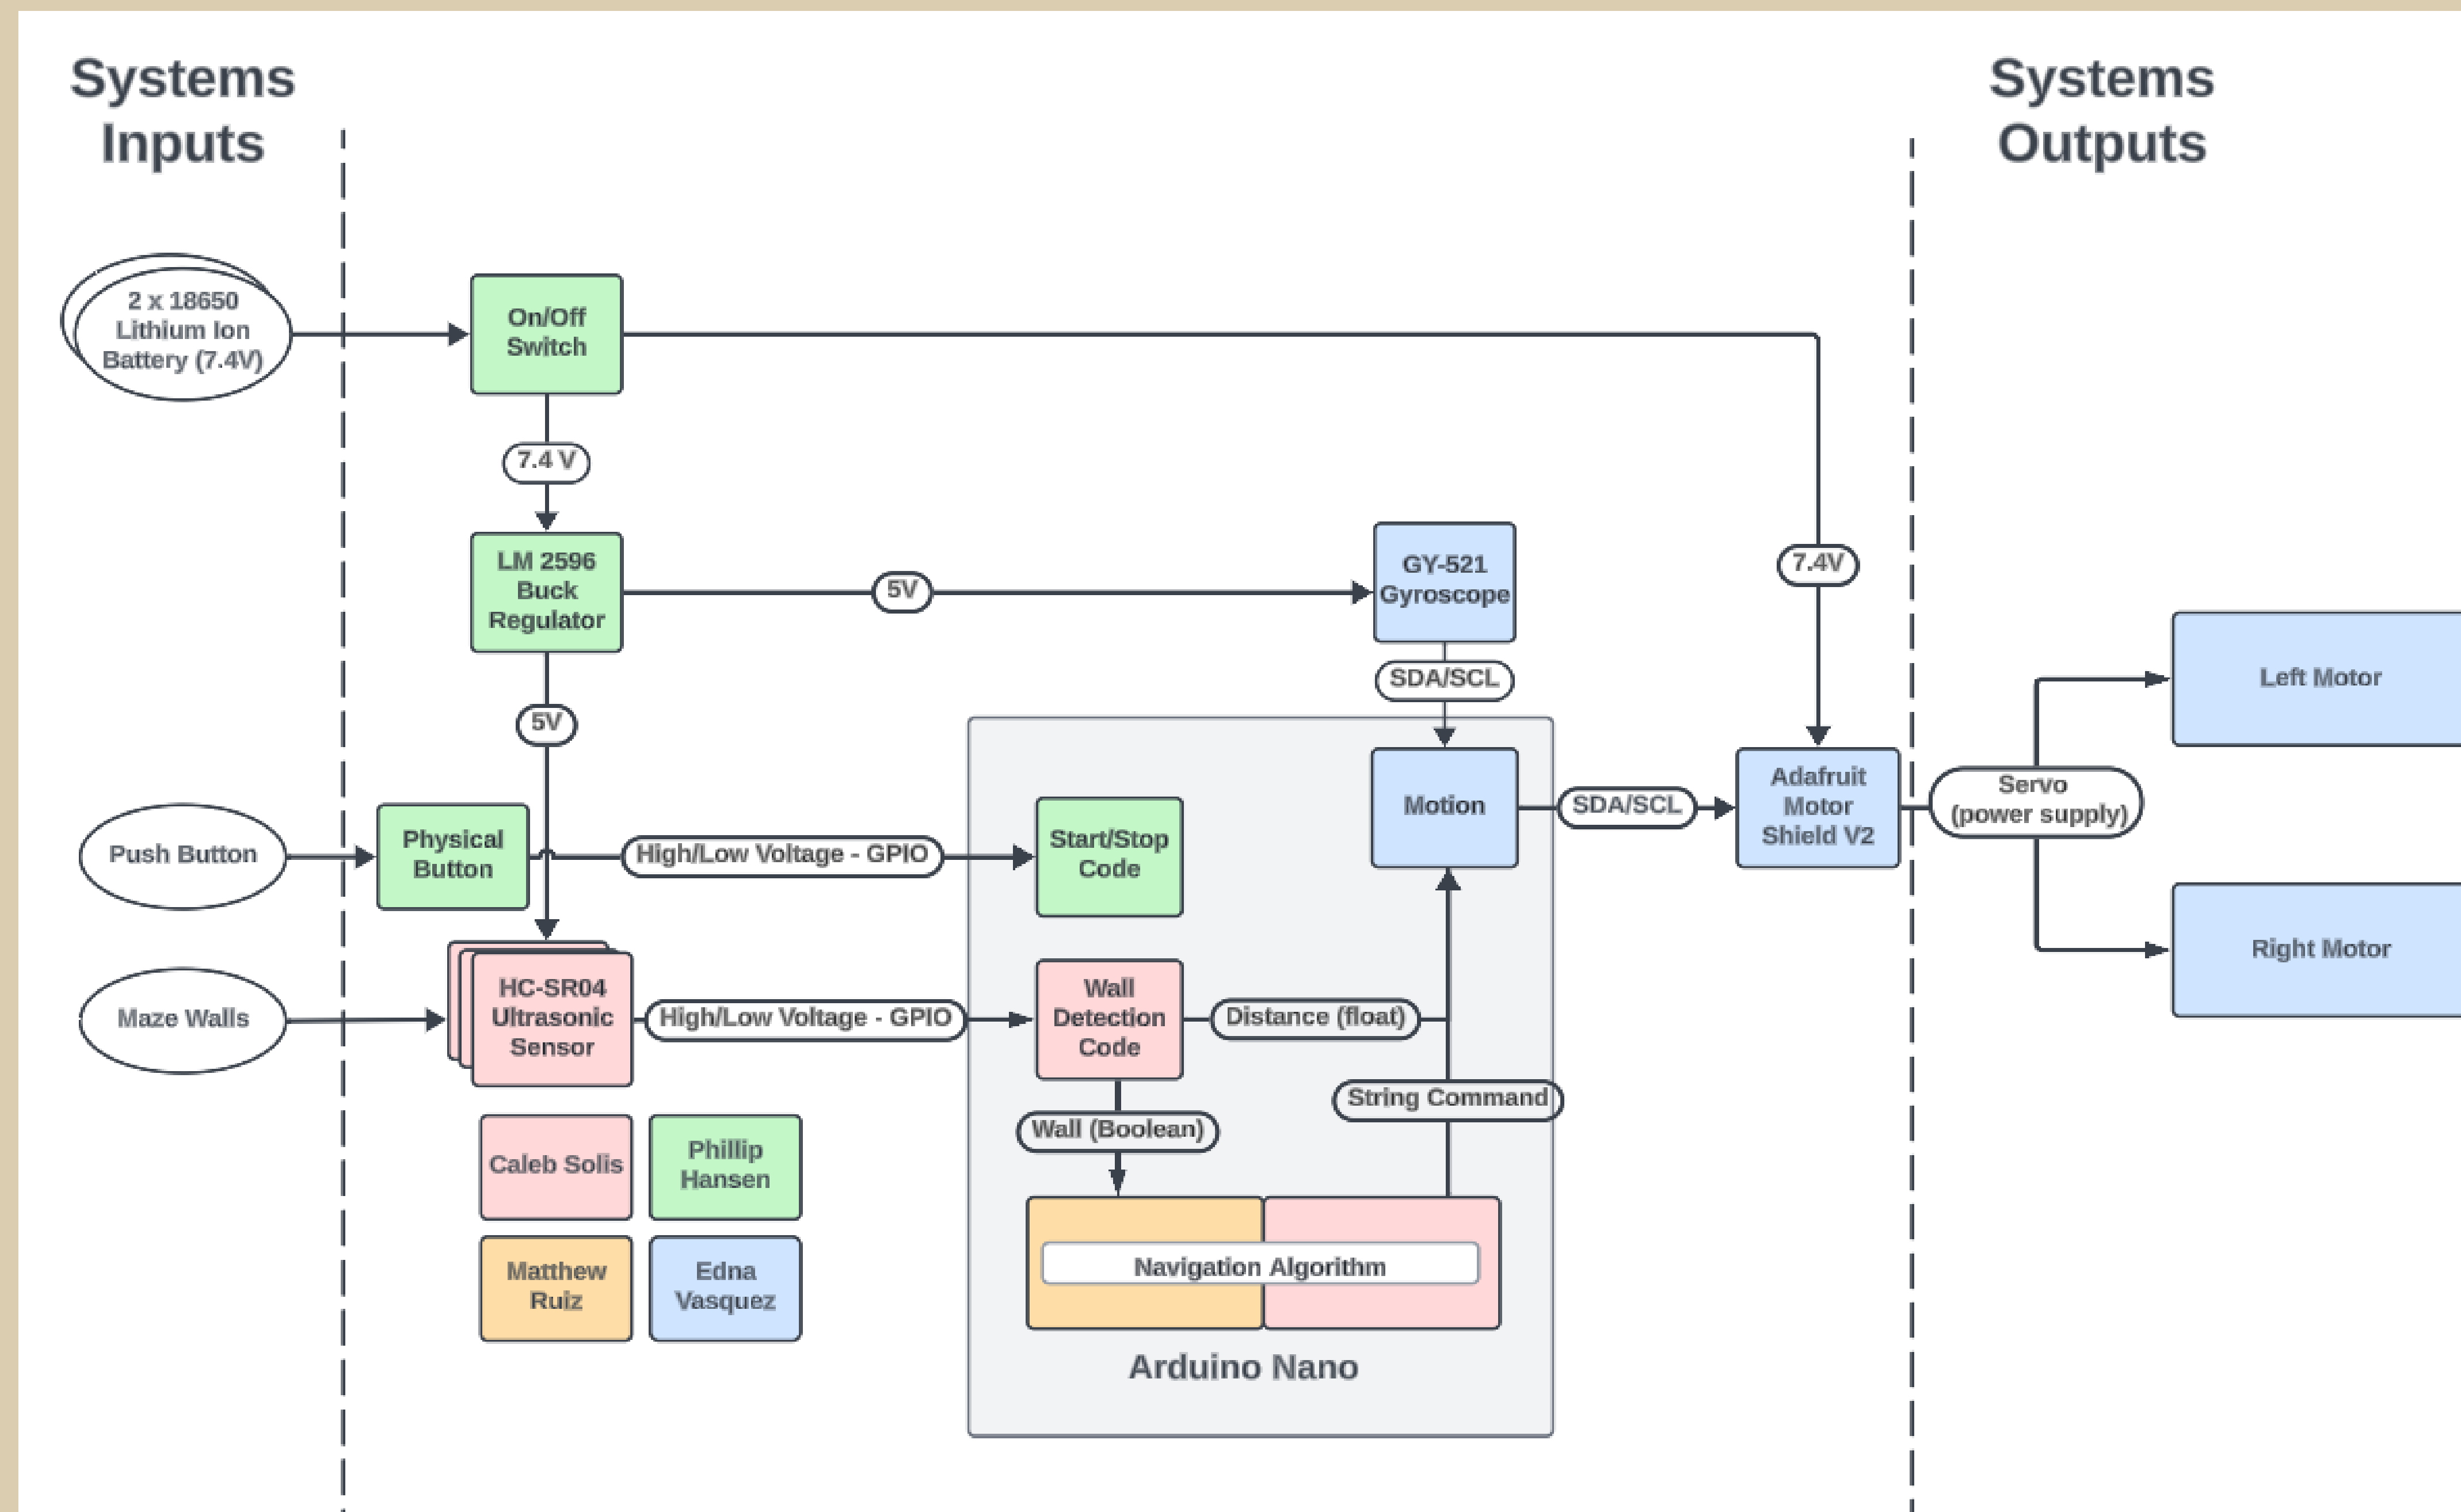 Systems
Inputs
Systems
Outputs
2 x 18650
Lithium Ion
Battery (7.4V)
On/Off
Switch
7.4 V
LM 2596
Buck
Regulator
5V
GY-521
Gyroscope
7.4V
SDA/SCL
5V
Left Motor
Push Button
Physical
Button
High/Low Voltage - GPIO
Start/Stop
Code
Motion
SDA/SCL
Adafruit
Motor
Shield V2
Servo
(power supply)
Right Motor
Maze Walls
HC-SR04
Ultrasonic
Sensor
High/Low Voltage - GPIO
Wall
Detection
Code
Distance (float)
String Command
Wall (Boolean)
Caleb Solis
Phillip
Hansen
Matthew
Ruiz
Edna
Vasquez
Navigation Algorithm
Arduino Nano